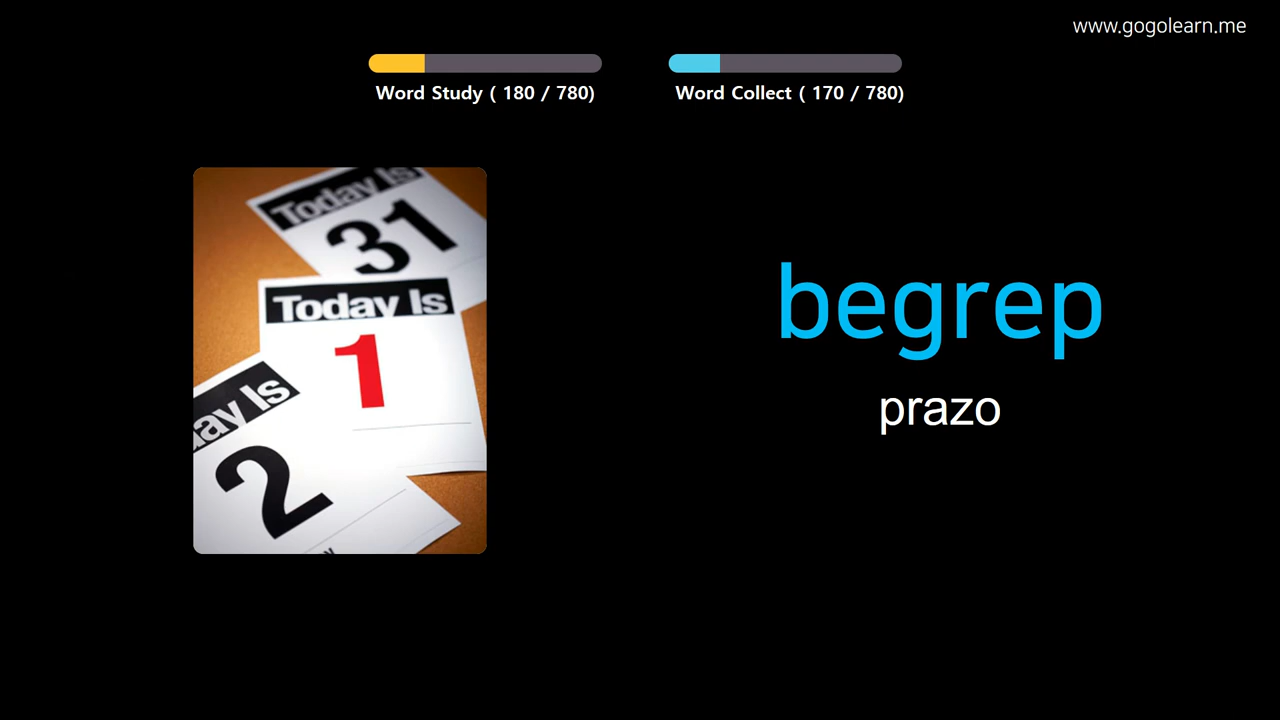 www.gogolearn.me
Word Study ( 180 / 780)
Word Collect ( 170 / 780)
Today Is
31
Today Is
1
ay Is
2
begrep
prazo